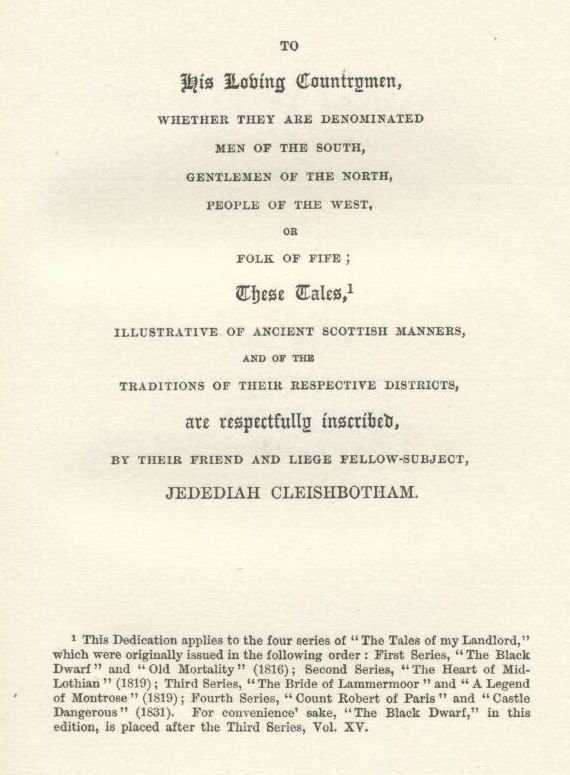 TO
His Loving Countrymen,
WHETHER THEY ARE DENOMINATED
MEN OF THE SOUTH,
GENTLEMEN OF THE NORTH,
PEOPLE OF THE WEST,
OR
FOLK OF FIFE;
These Tales,¹
ILLUSTRATIVE OF ANCIENT SCOTTISH MANNERS,
AND OF THE
TRADITIONS OF THEIR RESPECTIVE DISTRICTS,
are respectfully inscribed,
BY THEIR FRIEND AND LIEGE FELLOW-SUBJECT,
JEDEDIAH CLEISHBOTHAM.
¹ This Dedication applies to the four series of "The Tales of my Landlord,"
which were originally issued in the following order: First Series, "The Black
Dwarf" and "Old Mortality" (1816); Second Series, "The Heart of Mid-
Lothian" (1819); Third Series, "The Bride of Lammermoor" and "A Legend
of Montrose" (1819); Fourth Series, "Count Robert of Paris" and "Castle
Dangerous" (1831). For convenience' sake, "The Black Dwarf," in this
edition, is placed after the Third Series, Vol. XV.